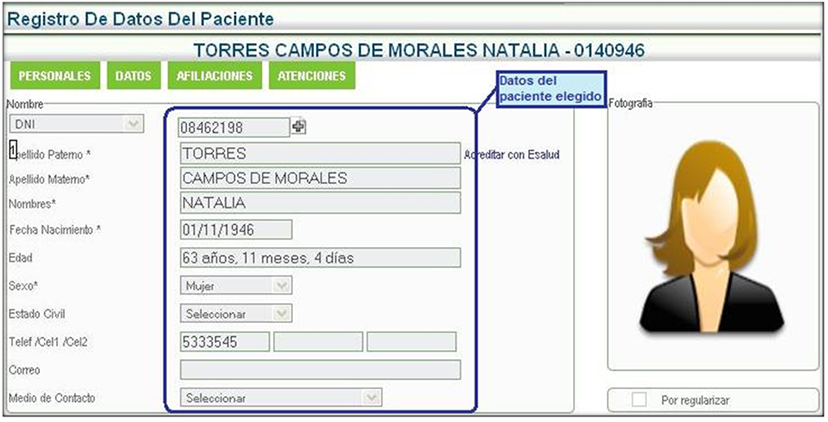 Registro De Datos Del Paciente
TORRES CAMPOS DE MORALES NATALIA - 0140946
PERSONALES DATOS AFILIACIONES ATENCIONES
Datos del
paciente elegido
Nombre
Fotografia
DNI 08462198
1
Apellido Paterno * TORRES Acreditar con Esalud
Apellido Materno* CAMPOS DE MORALES
Nombres* NATALIA
Fecha Nacimiento * 01/11/1946
Edad 63 años, 11 meses, 4 días
Sexo* Mujer
Estado Civil Seleccionar
Telef /Cel1 /Cel2 5333545
Correo
Medio de Contacto Seleccionar
Por regularizar